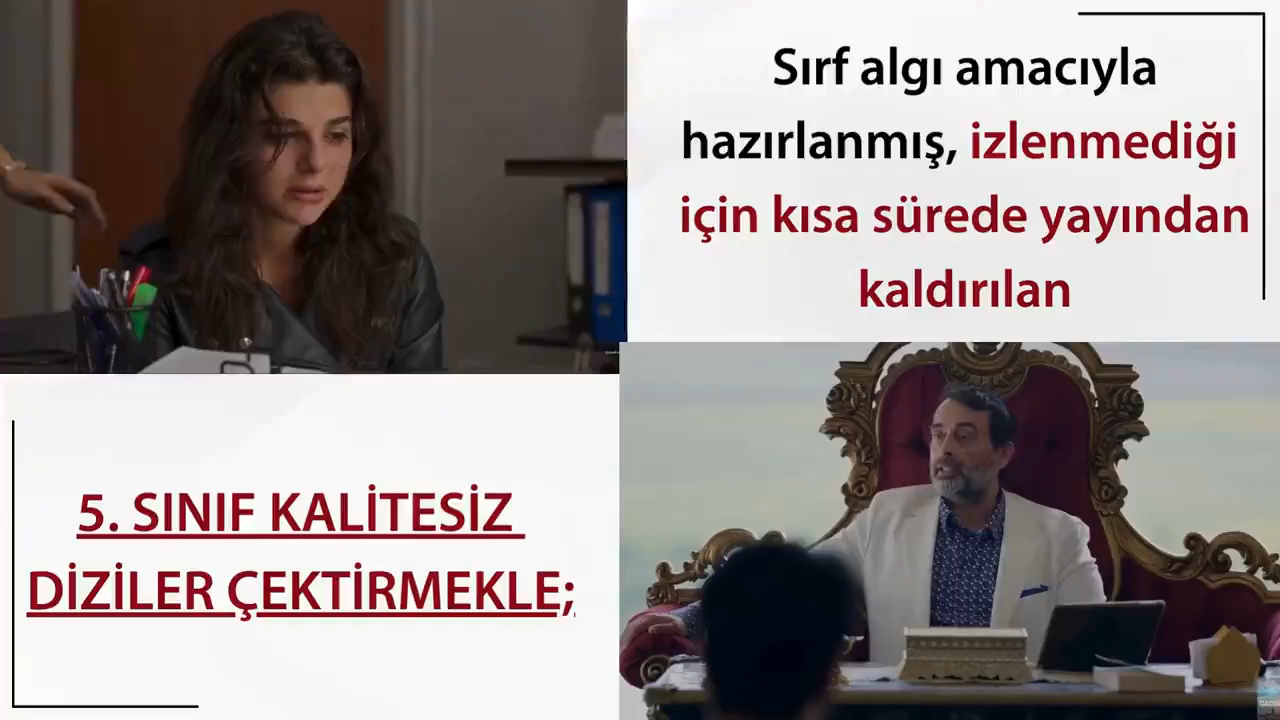 Sırf algı amacıyla
hazırlanmış, izlenmediği
için kısa sürede yayından
kaldırılan
5. SINIF KALİTESİZ
DİZİLER ÇEKTİRMEKLE;